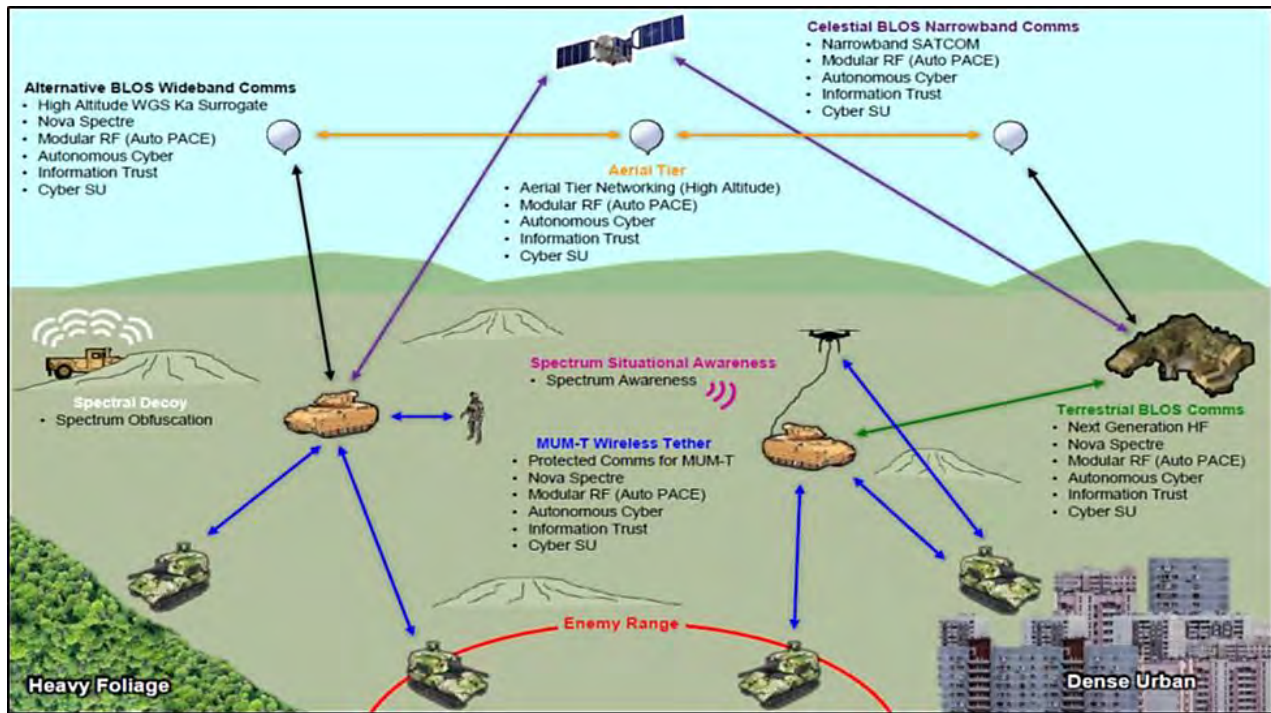 Celestial BLOS Narrowband Comms
• Narrowband SATCOM
• Modular RF (Auto PACE)
• Autonomous Cyber
• Information Trust
• Cyber SU
Alternative BLOS Wideband Comms
• High Altitude WGS Ka Surrogate
• Nova Spectre
• Modular RF (Auto PACE)
• Autonomous Cyber
• Information Trust
• Cyber SU
Aerial Tier
• Aerial Tier Networking (High Altitude)
• Modular RF (Auto PACE)
• Autonomous Cyber
• Information Trust
• Cyber SU
Spectral Decoy
• Spectrum Obfuscation
Spectrum Situational Awareness
• Spectrum Awareness
MUM-T Wireless Tether
• Protected Comms for MUM-T
• Nova Spectre
• Modular RF (Auto PACE)
• Autonomous Cyber
• Information Trust
• Cyber SU
Terrestrial BLOS Comms
• Next Generation HF
• Nova Spectre
• Modular RF (Auto PACE)
• Autonomous Cyber
• Information Trust
• Cyber SU
Enemy Range
Heavy Foliage
Dense Urban